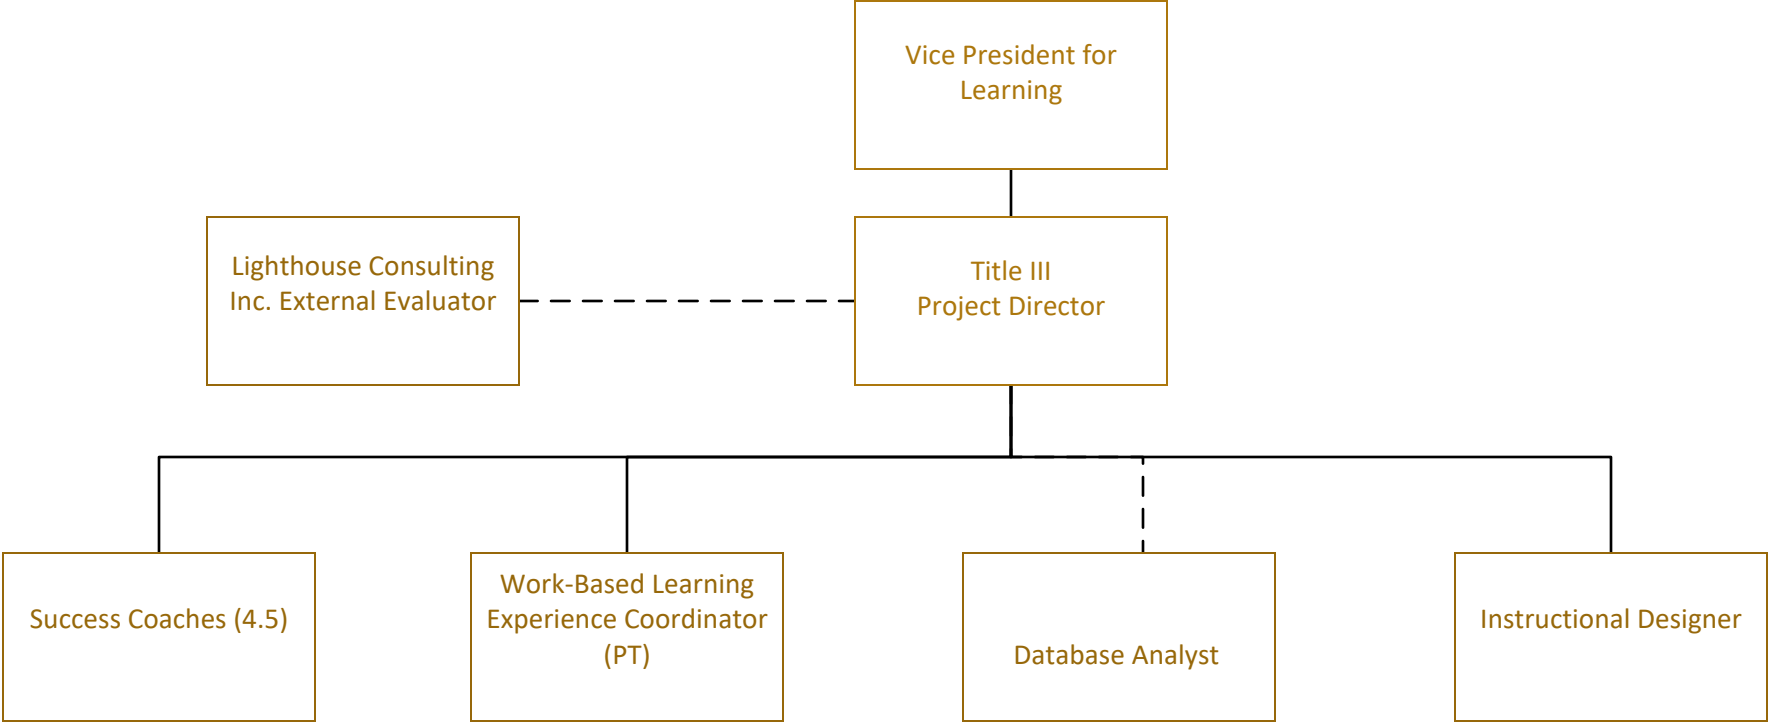 Vice President for
Learning
Lighthouse Consulting
Inc. External Evaluator
Title III
Project Director
Success Coaches (4.5)
Work-Based Learning
Experience Coordinator
(PT)
Database Analyst
Instructional Designer